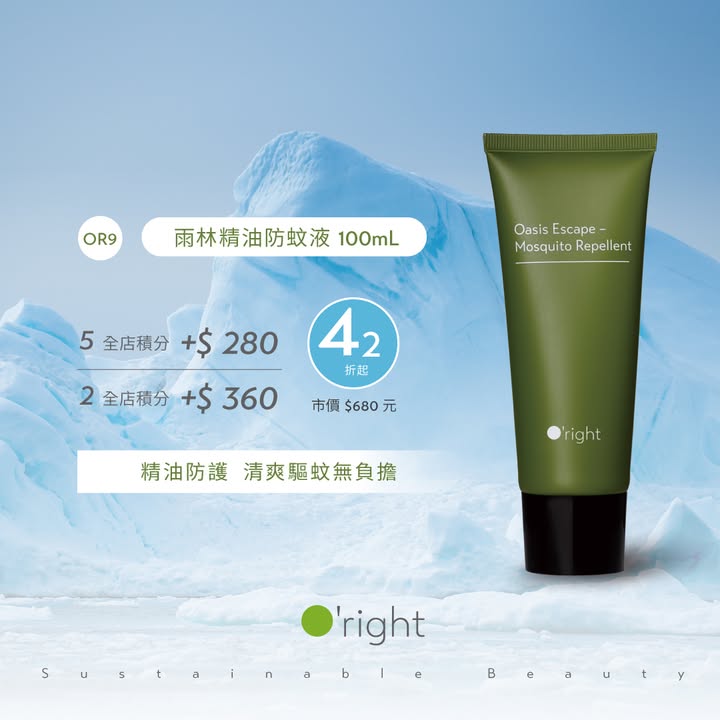 OR9
雨林精油防蚊液 100mL
5 全店積分 +$ 280
2 全店積分 +$ 360
42
折起
市價 $680 元
精油防護 清爽驅蚊無負擔
Oasis Escape –
Mosquito Repellent
O'right
O'right
Sustainable Beauty